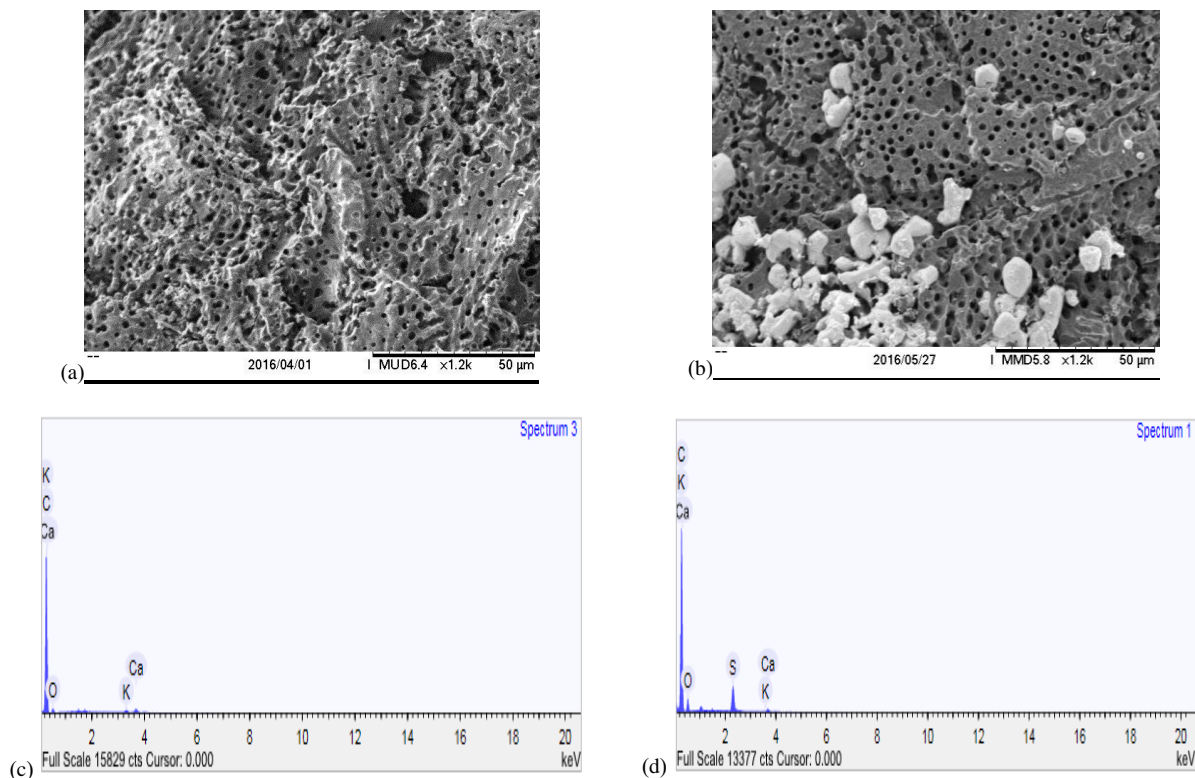 -- 2016/04/01 I MUD6.4 ×1.2k 50 µm
(a)
-- 2016/05/27 I MMD5.8 ×1.2k 50 µm
(b)
Spectrum 3
K
C
Ca
O
K
Ca
2 4 6 8 10 12 14 16 18 20
Full Scale 15829 cts Cursor: 0.000 keV
(c)
Spectrum 1
C
K
Ca
O
S
Ca
K
2 4 6 8 10 12 14 16 18 20
Full Scale 13377 cts Cursor: 0.000 keV
(d)